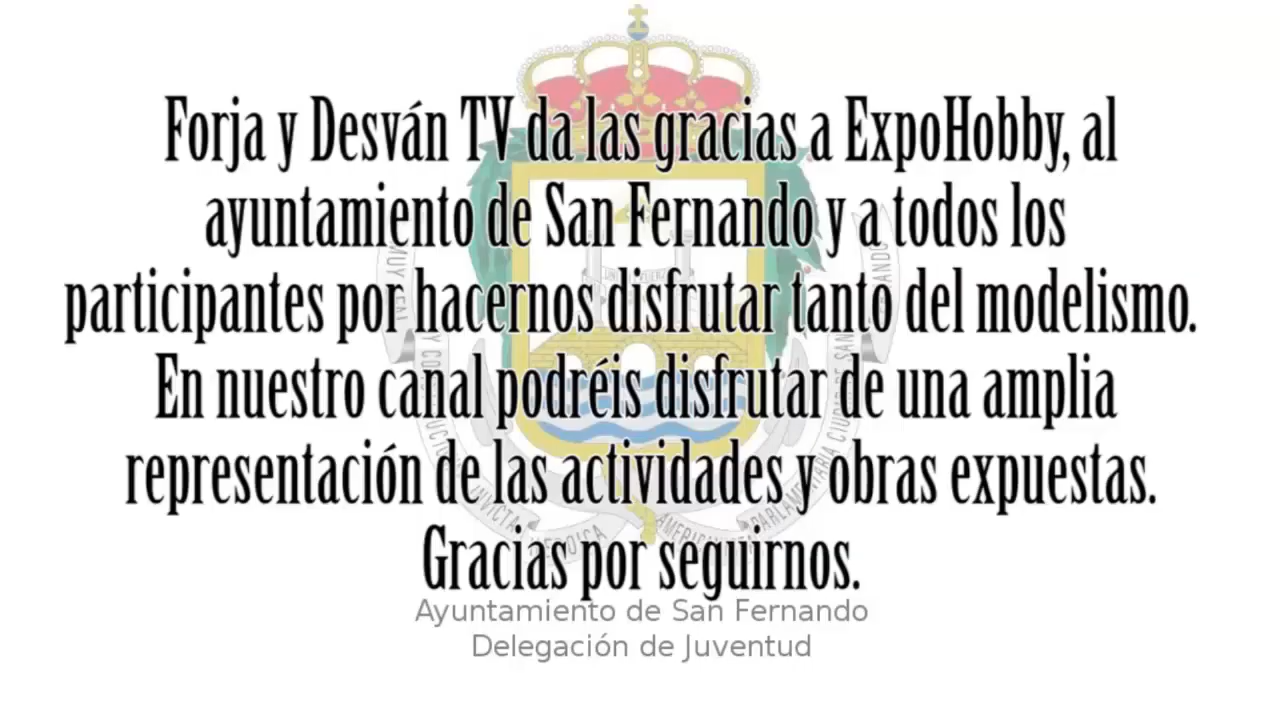 Forja y Desván TV da las gracias a ExpoHobby, al
ayuntamiento de San Fernando y a todos los
participantes por hacernos disfrutar tanto del modelismo.
En nuestro canal podréis disfrutar de una amplia
representación de las actividades y obras expuestas.
Gracias por seguirnos.
Ayuntamiento de San Fernando
Delegación de Juventud